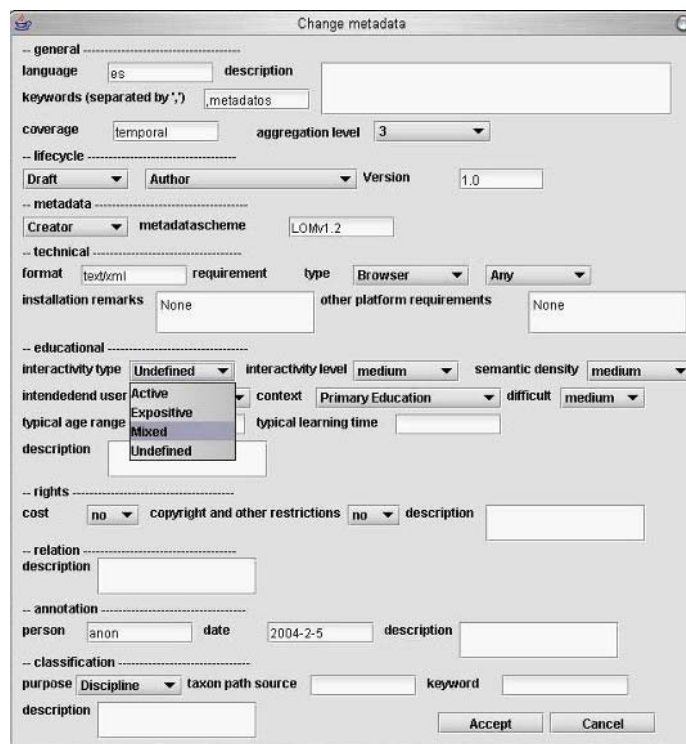 Change metadata
-- general ---------------------------------------
language es description
keywords (separated by ',') ,metadatos
coverage temporal aggregation level 3
-- lifecycle -------------------------------------
Draft Author Version 1.0
-- metadata -----------------------------------
Creator metadatascheme LOMv1.2
-- technical -------------------------------------
format text/xml requirement type Browser Any
installation remarks None other platform requirements None
-- educational -----------------------------------
interactivity type Undefined interactivity level medium semantic density medium
intendedend user context Primary Education difficult medium
Active
Expositive
Mixed
Undefined
typical age range typical learning time
description
-- rights ----------------------------------------
cost no copyright and other restrictions no description
-- relation --------------------------------------
description
-- annotation ------------------------------------
person anon date 2004-2-5 description
-- classification ---------------------------------
purpose Discipline taxon path source keyword
description
Accept Cancel